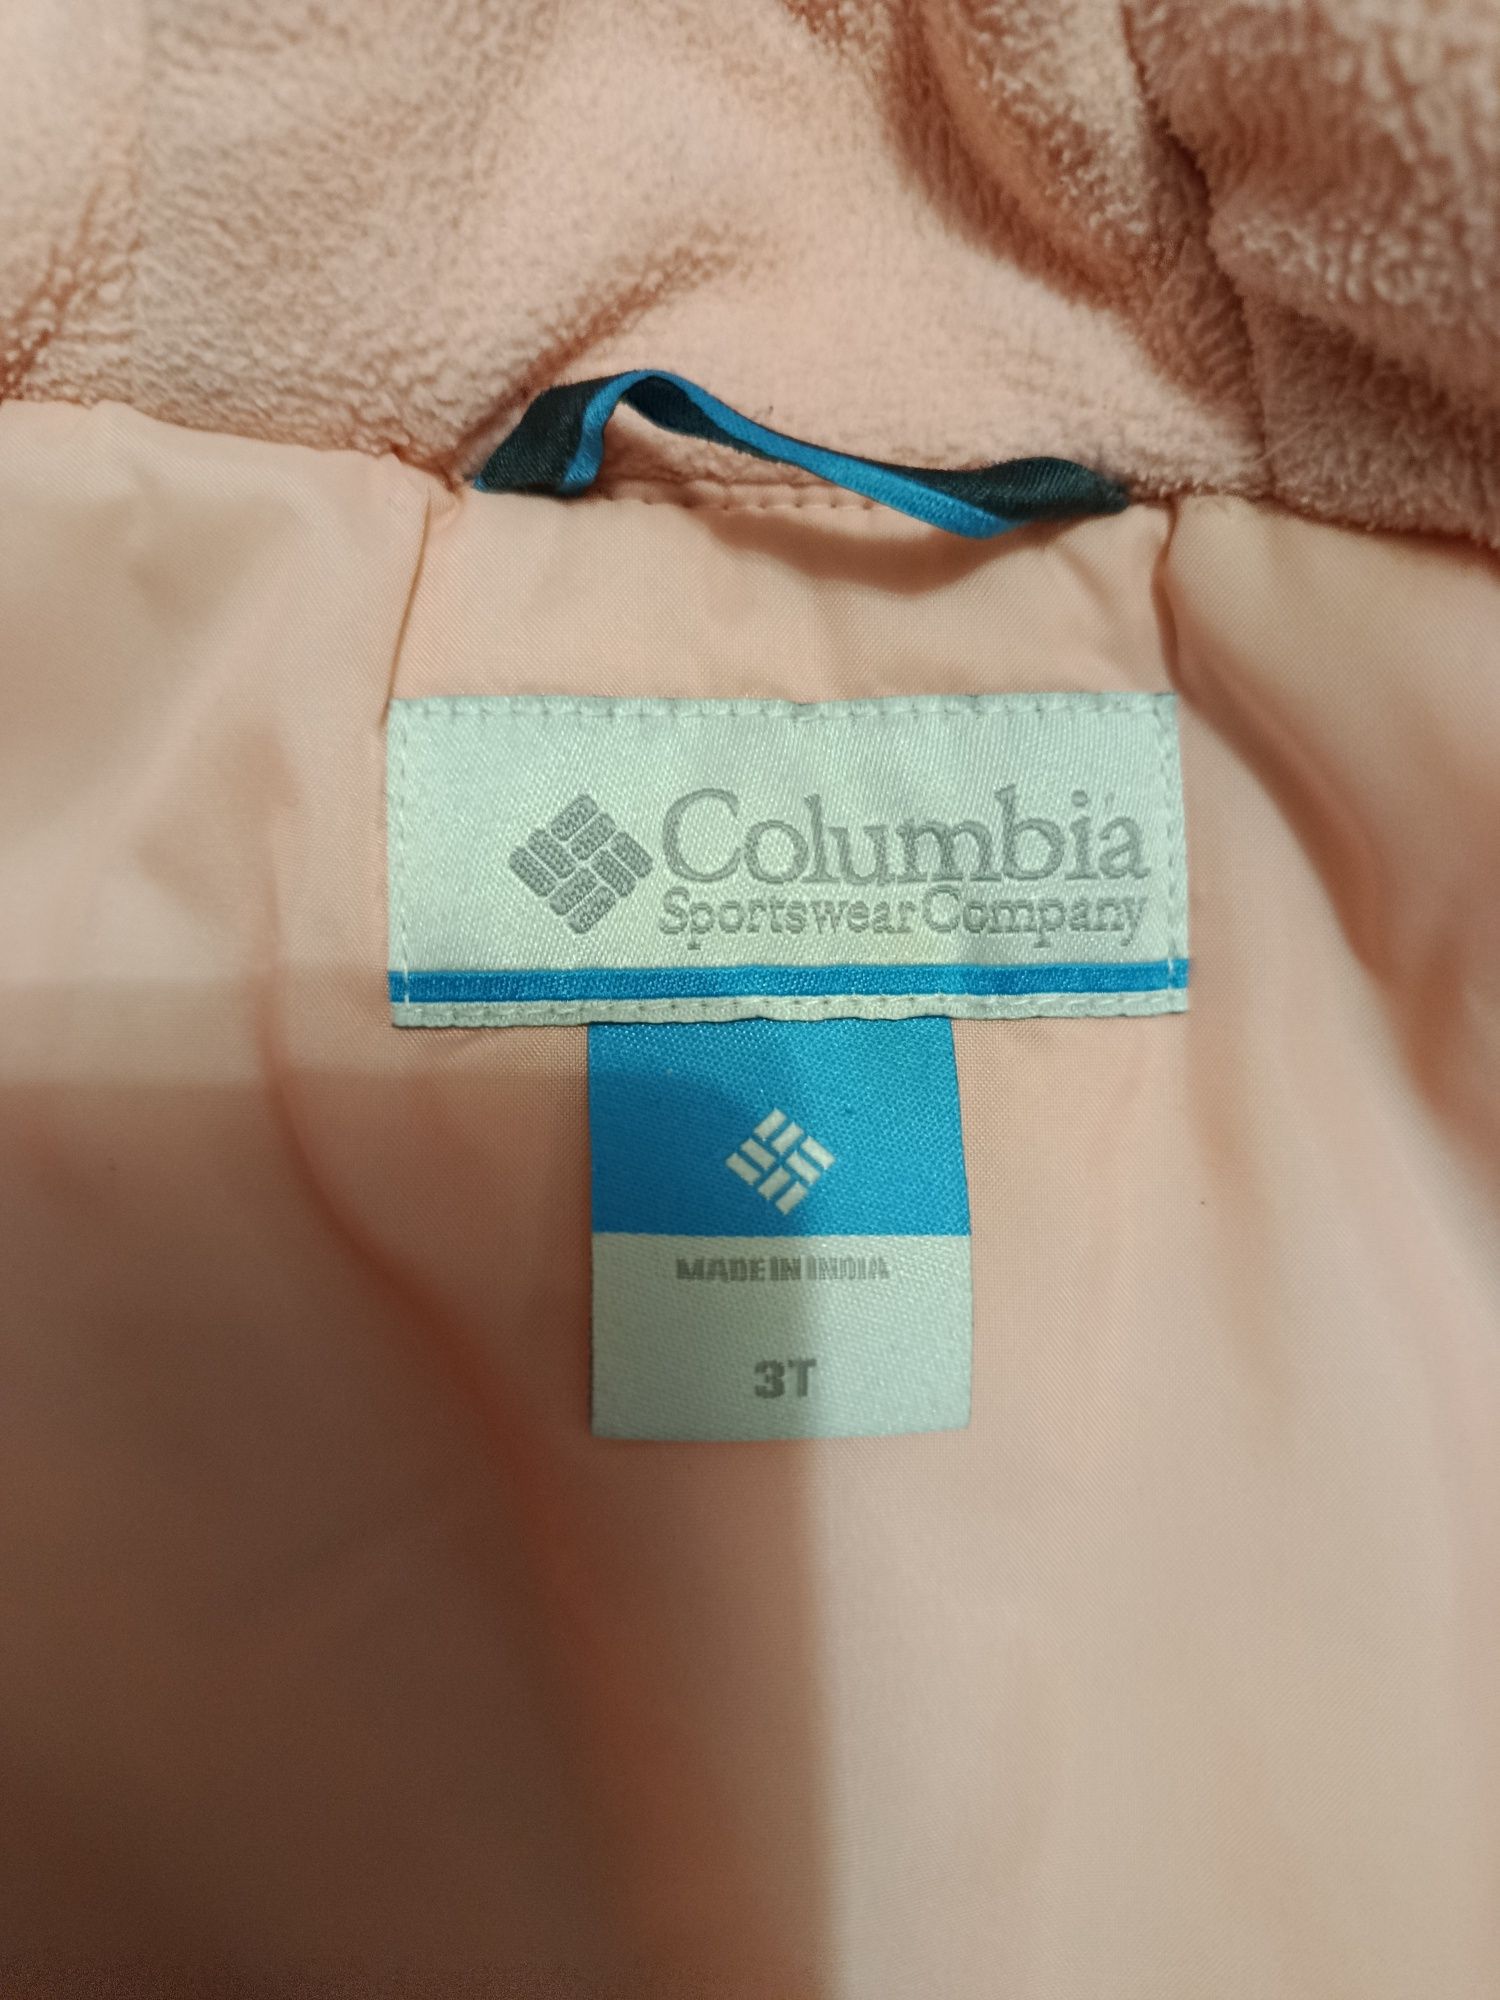 Columbia
Sportswear Company
MADE IN INDIA
3T